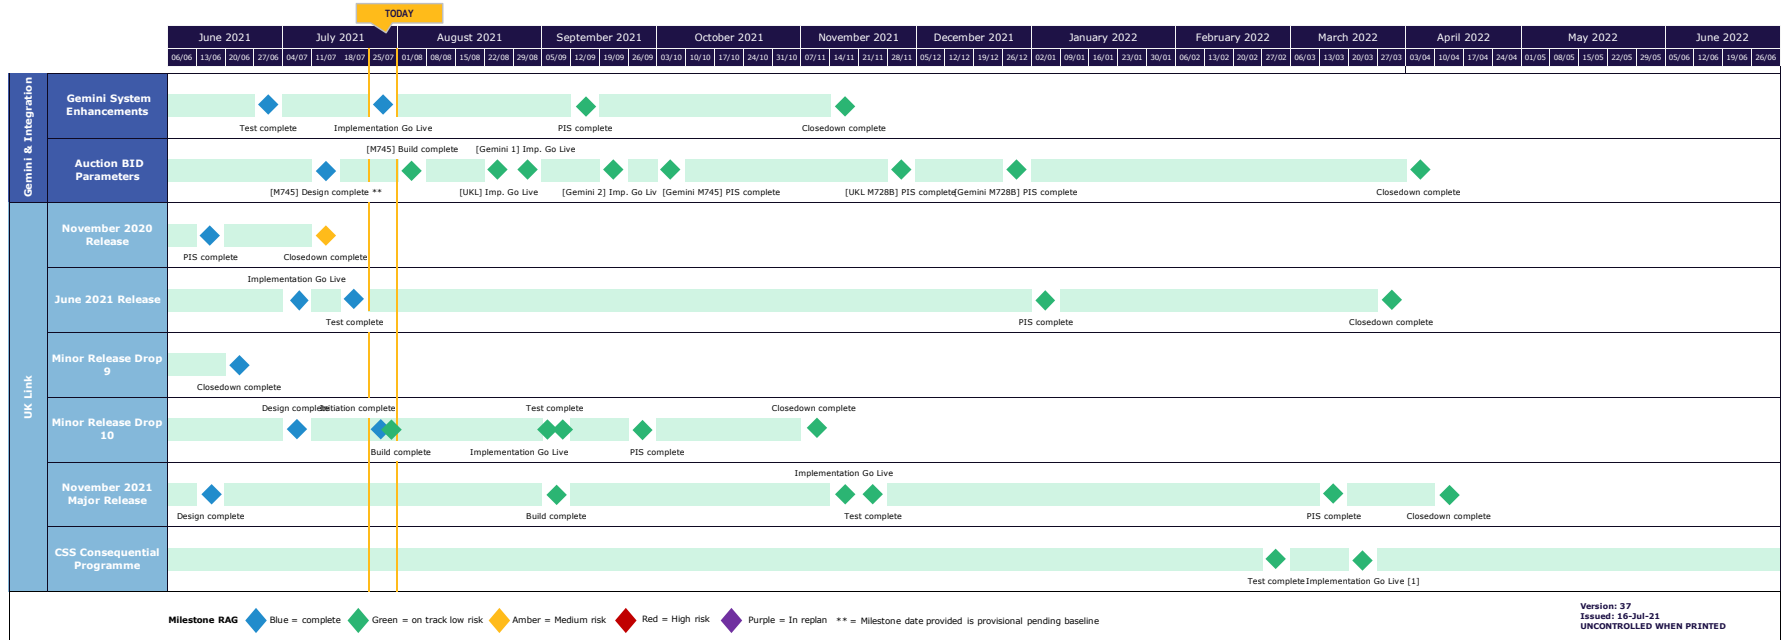 TODAY
June 2021 July 2021 August 2021 September 2021 October 2021 November 2021 December 2021 January 2022 February 2022 March 2022 April 2022 May 2022 June 2022
06/06 13/06 20/06 27/06 04/07 11/07 18/07 25/07 01/08 08/08 15/08 22/08 29/08 05/09 12/09 19/09 26/09 03/10 10/10 17/10 24/10 31/10 07/11 14/11 21/11 28/11 05/12 12/12 19/12 26/12 02/01 09/01 16/01 23/01 30/01 06/02 13/02 20/02 27/02 06/03 13/03 20/03 27/03 03/04 10/04 17/04 24/04 01/05 08/05 15/05 22/05 29/05 05/06 12/06 19/06 26/06
Gemini & Integration
Gemini System
Enhancements
Test complete Implementation Go Live PIS complete Closedown complete
Auction BID
Parameters
[M745] Build complete [Gemini 1] Imp. Go Live
[M745] Design complete ** [UKL] Imp. Go Live [Gemini 2] Imp. Go Liv [Gemini M745] PIS complete [UKL M728B] PIS complete [Gemini M728B] PIS complete Closedown complete
UK Link
November 2020
Release
PIS complete Closedown complete
June 2021 Release
Implementation Go Live
Test complete PIS complete Closedown complete
Minor Release Drop
9
Closedown complete
Minor Release Drop
10
Design complete Initiation complete Test complete Closedown complete
Build complete Implementation Go Live PIS complete
November 2021
Major Release
Implementation Go Live
Design complete Build complete Test complete PIS complete Closedown complete
CSS Consequential
Programme
Test complete Implementation Go Live [1]
Milestone RAG Blue = complete Green = on track low risk Amber = Medium risk Red = High risk Purple = In replan ** = Milestone date provided is provisional pending baseline
Version: 37
Issued: 16-Jul-21
UNCONTROLLED WHEN PRINTED